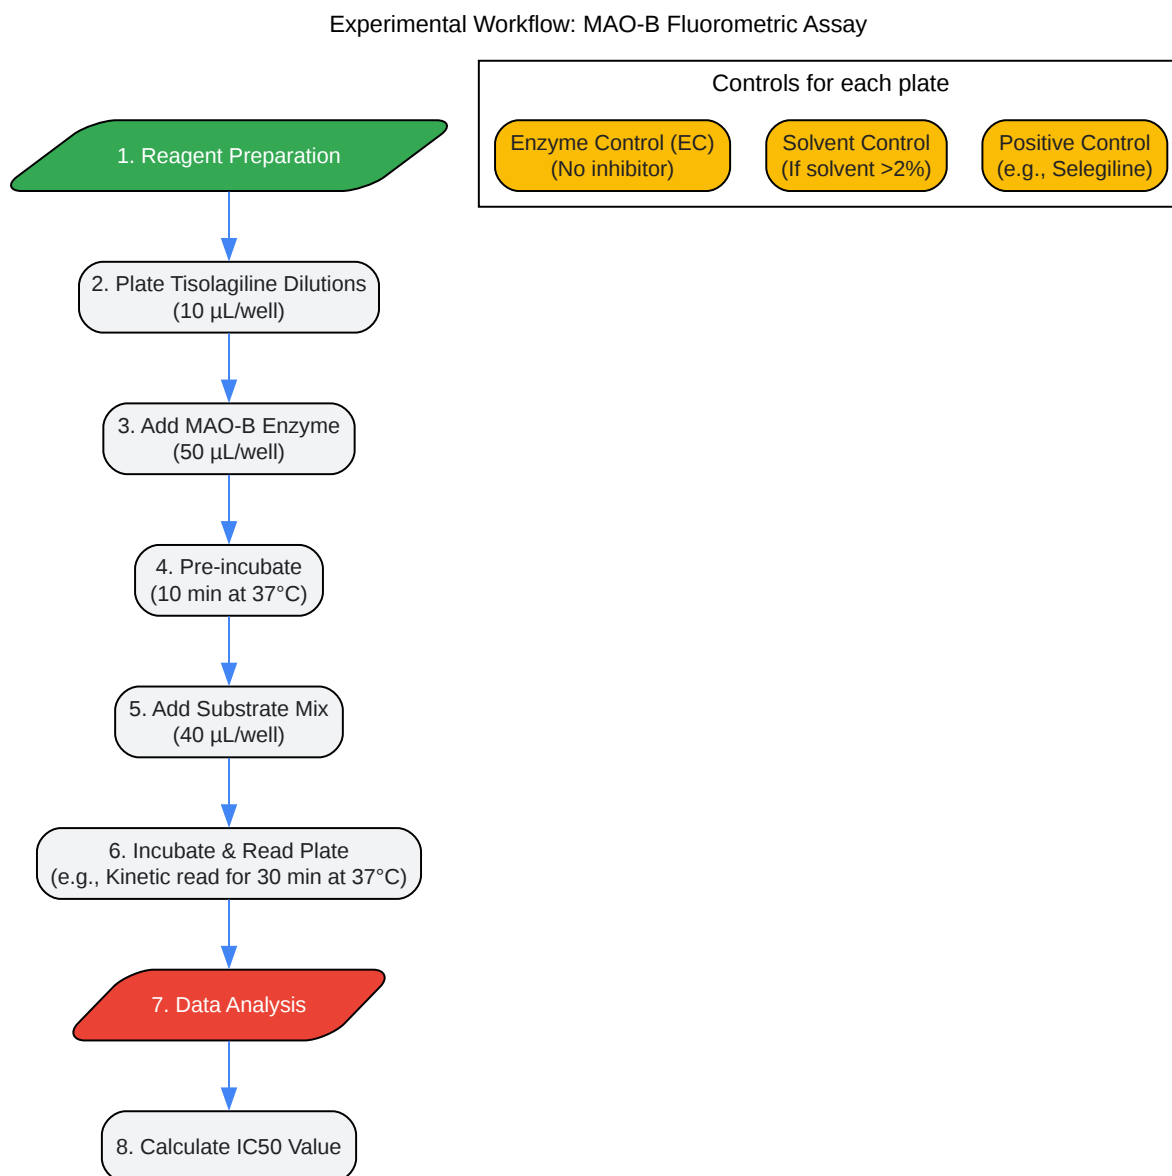 Experimental Workflow: MAO-B Fluorometric Assay
Controls for each plate
Enzyme Control (EC)
(No inhibitor)
Solvent Control
(If solvent >2%)
Positive Control
(e.g., Selegiline)
1. Reagent Preparation
2. Plate Tisolagiline Dilutions
(10 µL/well)
3. Add MAO-B Enzyme
(50 µL/well)
4. Pre-incubate
(10 min at 37°C)
5. Add Substrate Mix
(40 µL/well)
6. Incubate & Read Plate
(e.g., Kinetic read for 30 min at 37°C)
7. Data Analysis
8. Calculate IC50 Value